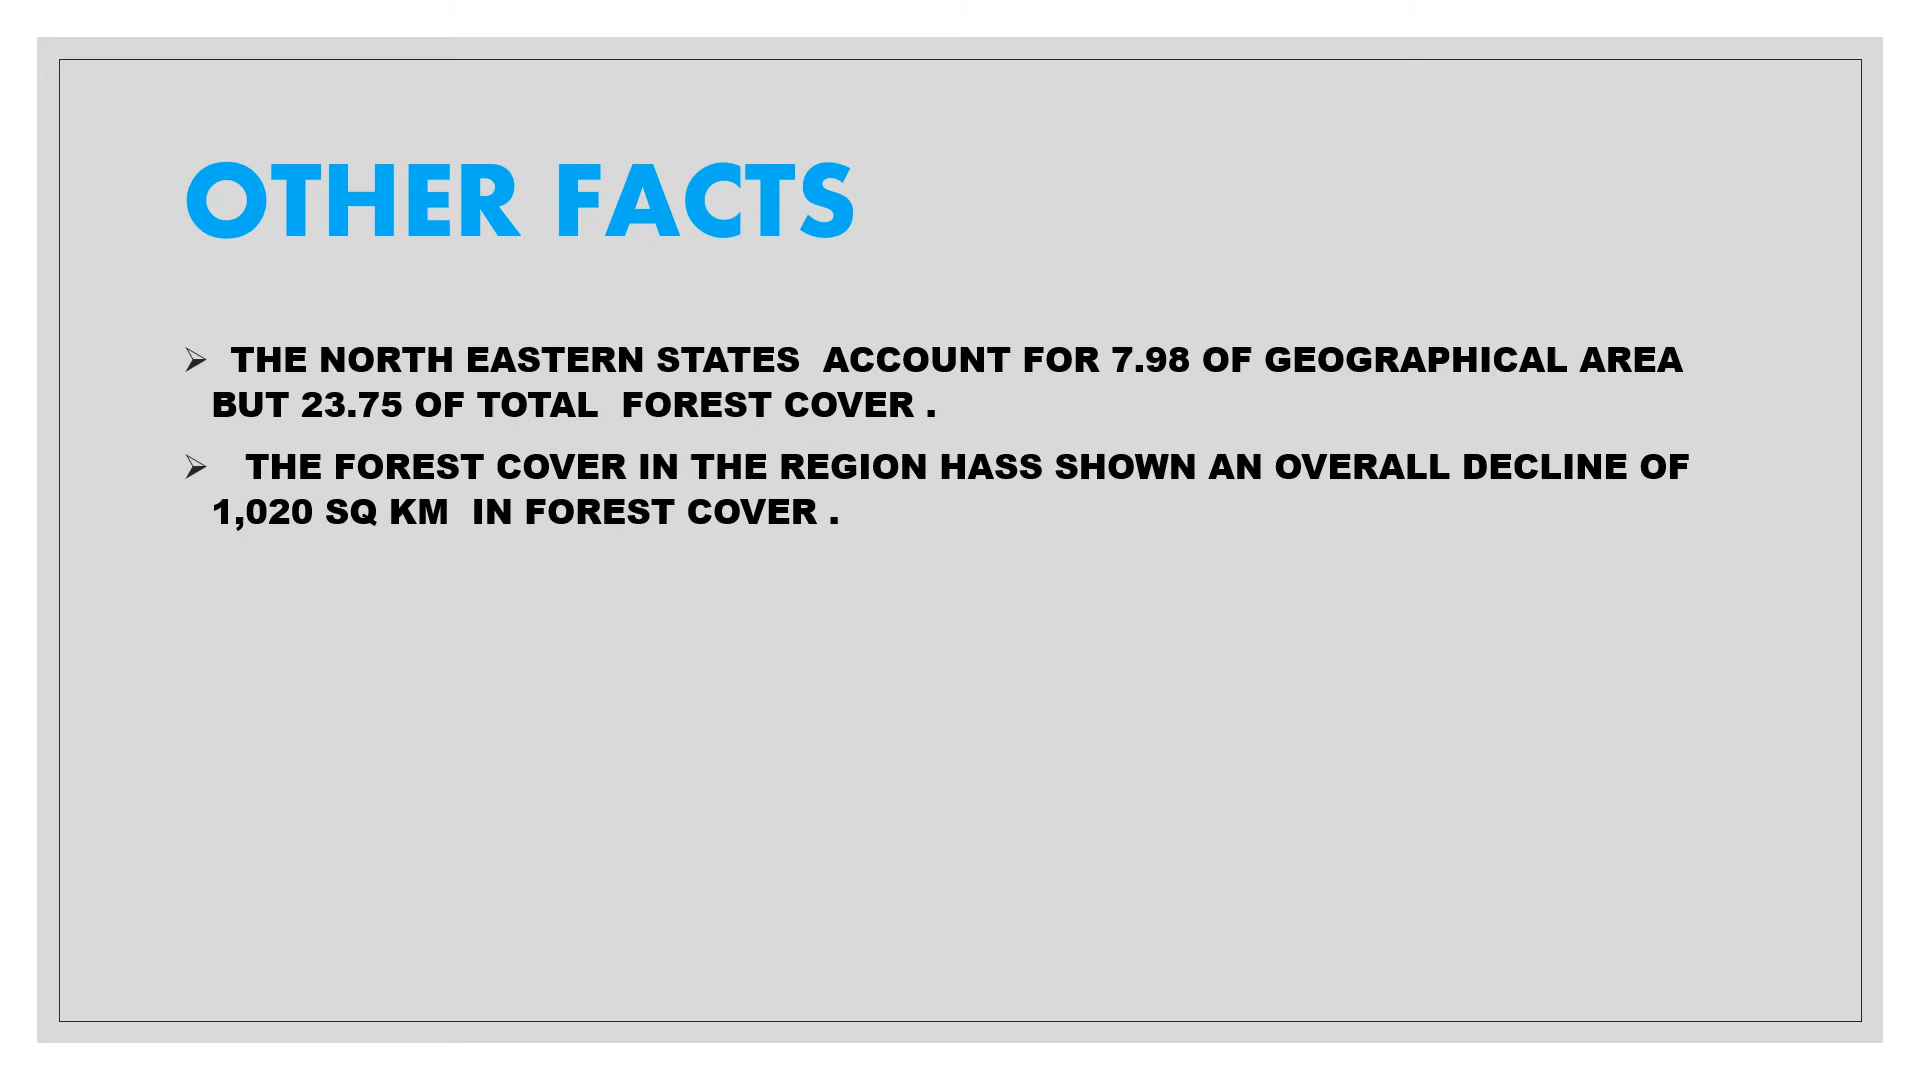 OTHER FACTS
➢ THE NORTH EASTERN STATES  ACCOUNT FOR 7.98 OF GEOGRAPHICAL AREA
BUT 23.75 OF TOTAL  FOREST COVER .
➢ THE FOREST COVER IN THE REGION HASS SHOWN AN OVERALL DECLINE OF
1,020 SQ KM  IN FOREST COVER .